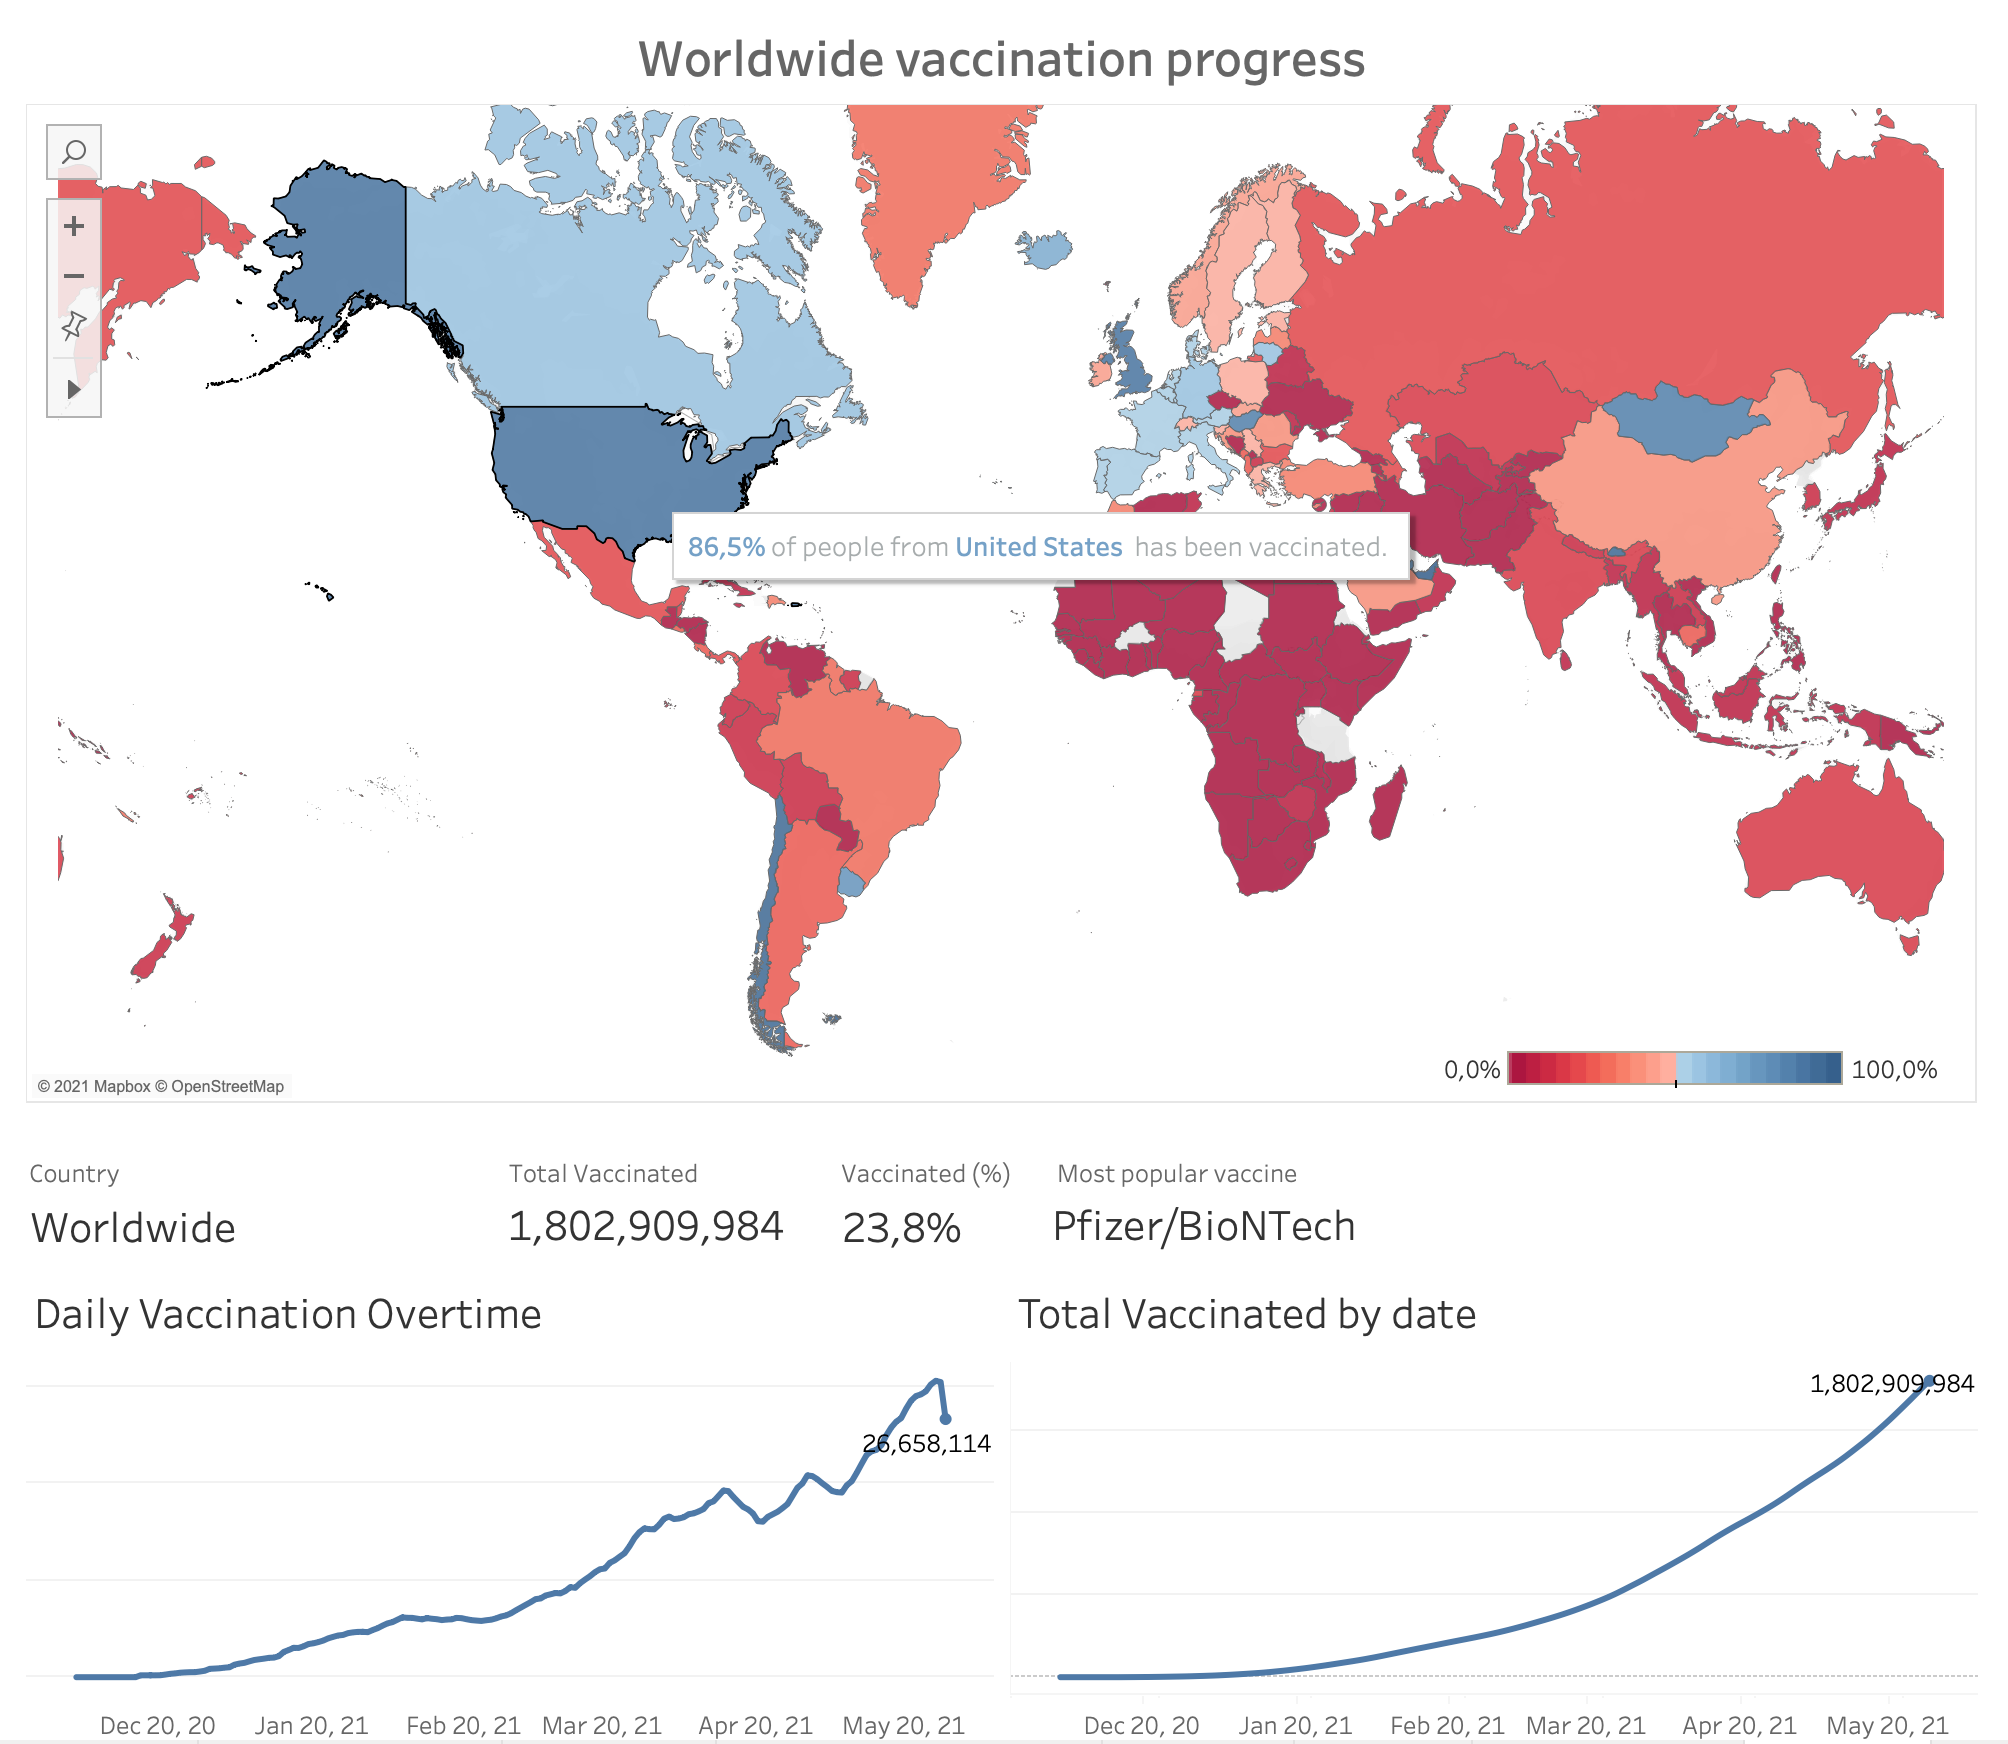 Worldwide vaccination progress
86,5% of people from United States has been vaccinated.
0,0%
100,0%
© 2021 Mapbox © OpenStreetMap
Country
Total Vaccinated
Vaccinated (%)
Most popular vaccine
Worldwide
1,802,909,984
23,8%
Pfizer/BioNTech
Daily Vaccination Overtime
Total Vaccinated by date
26,658,114
1,802,909,984
Dec 20, 20
Jan 20, 21
Feb 20, 21
Mar 20, 21
Apr 20, 21
May 20, 21
Dec 20, 20
Jan 20, 21
Feb 20, 21
Mar 20, 21
Apr 20, 21
May 20, 21